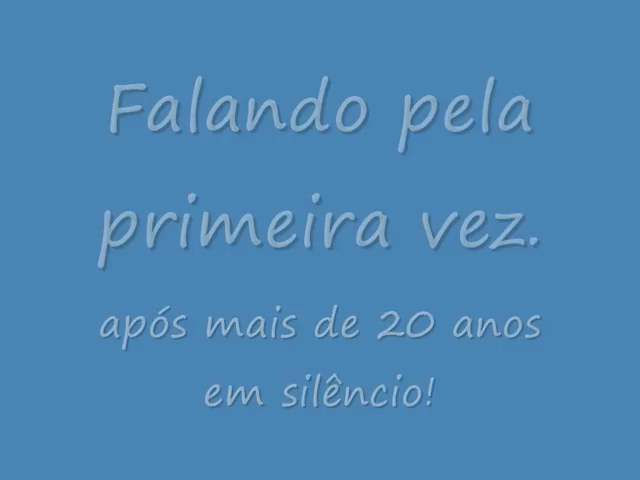 Falando pela
primeira vez.
após mais de 20 anos
em silêncio!